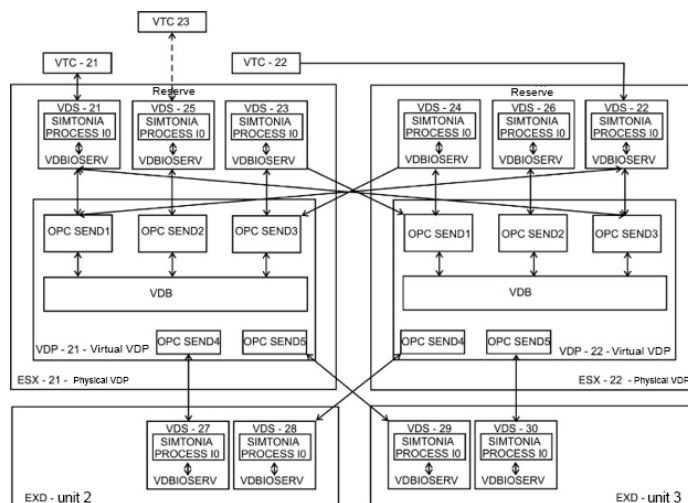 VTC 23
VTC - 21
VTC - 22
Reserve
Reserve
VDS - 21
VDS - 25
VDS - 23
VDS - 24
VDS - 26
VDS - 22
SIMTONIA
SIMTONIA
SIMTONIA
SIMTONIA
SIMTONIA
SIMTONIA
PROCESS I0
PROCESS I0
PROCESS I0
PROCESS I0
PROCESS I0
PROCESS I0
VDBIOSERV
VDBIOSERV
VDBIOSERV
VDBIOSERV
VDBIOSERV
VDBIOSERV
OPC SEND1
OPC SEND2
OPC SEND3
OPC SEND1
OPC SEND2
OPC SEND3
VDB
VDB
OPC SEND4
OPC SEND5
OPC SEND4
OPC SEND5
VDP - 21 - Virtual VDP
VDP - 22 - Virtual VDP
ESX - 21 - Physical VDP
ESX - 22 - Physical VDP
VDS - 27
VDS - 28
VDS - 29
VDS - 30
SIMTONIA
SIMTONIA
SIMTONIA
SIMTONIA
PROCESS I0
PROCESS I0
PROCESS I0
PROCESS I0
VDBIOSERV
VDBIOSERV
VDBIOSERV
VDBIOSERV
EXD - unit 2
EXD - unit 3